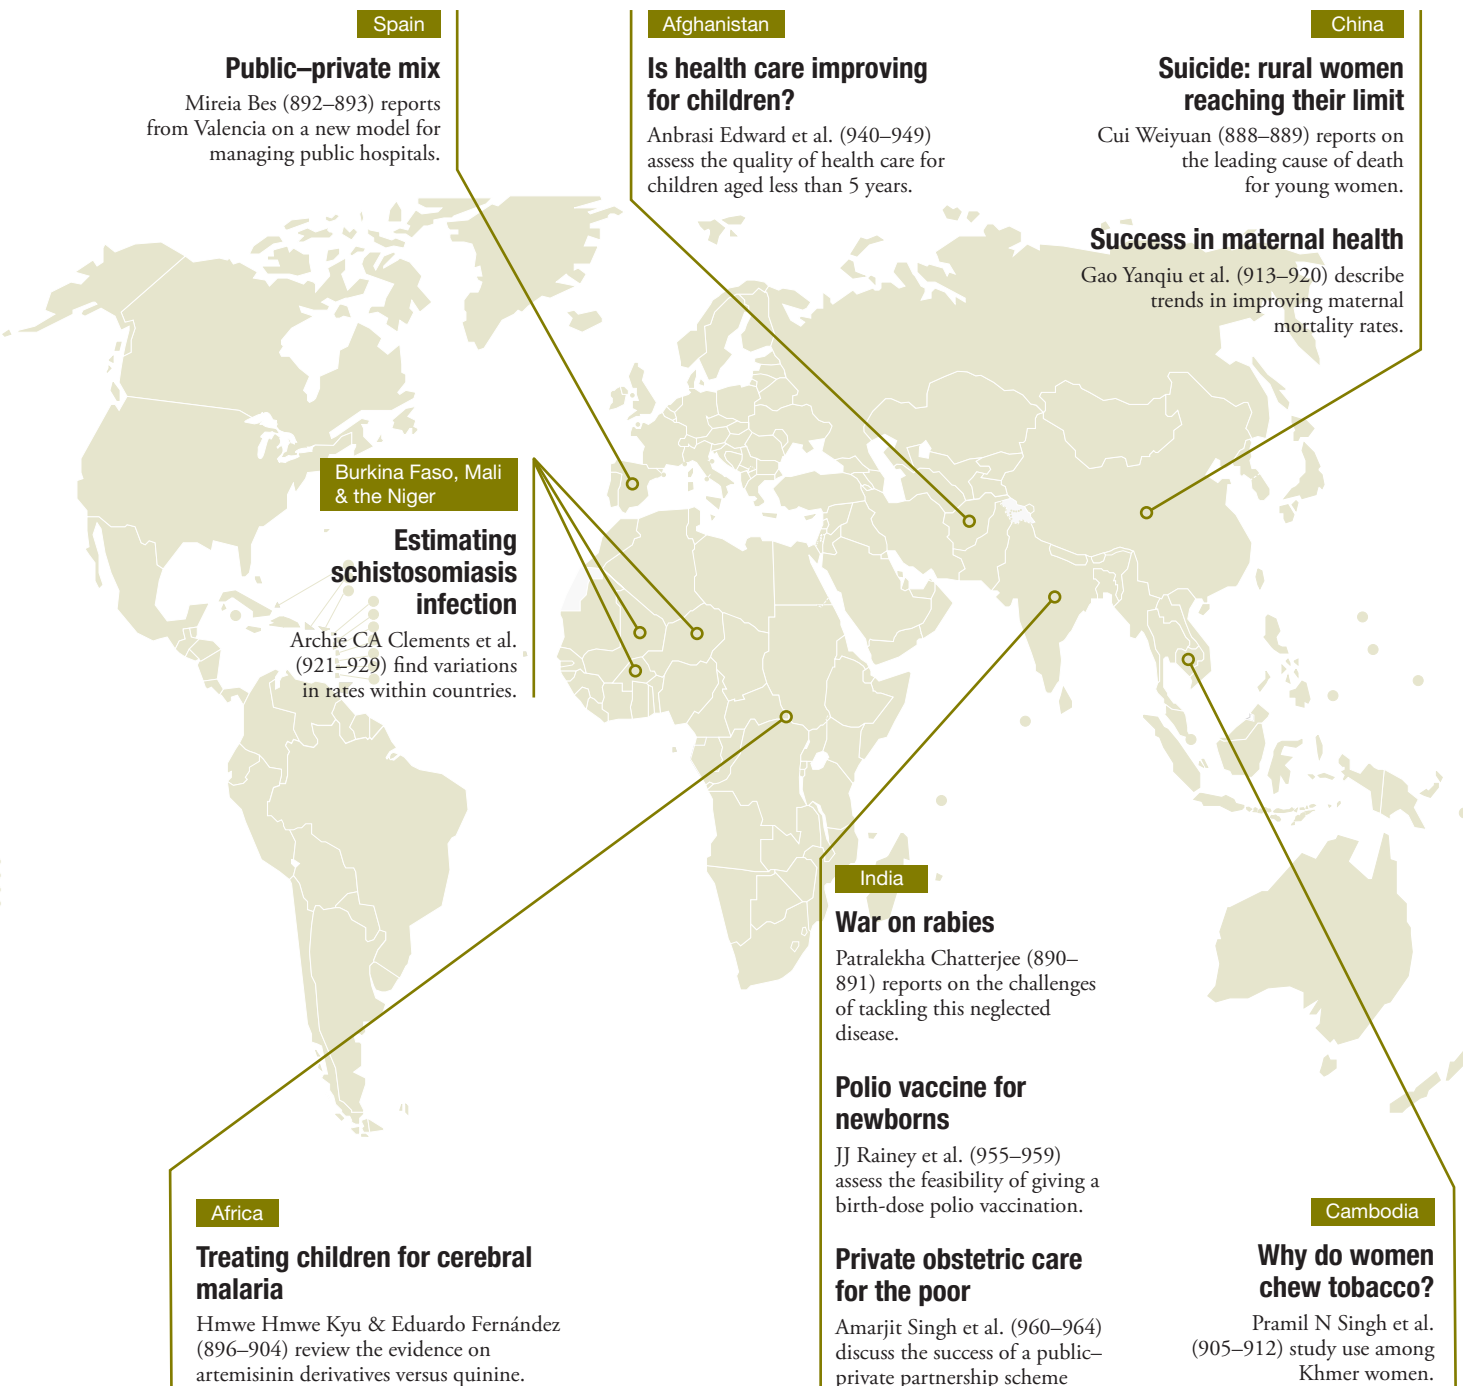 Spain
Public–private mix
Mireia Bes (892–893) reports
from Valencia on a new model for
managing public hospitals.
Afghanistan
Is health care improving
for children?
Anbrasi Edward et al. (940–949)
assess the quality of health care for
children aged less than 5 years.
China
Suicide: rural women
reaching their limit
Cui Weiyuan (888–889) reports on
the leading cause of death
for young women.
Success in maternal health
Gao Yanqiu et al. (913–920) describe
trends in improving maternal
mortality rates.
Burkina Faso, Mali
& the Niger
Estimating
schistosomiasis
infection
Archie CA Clements et al.
(921–929) find variations
in rates within countries.
India
War on rabies
Patralekha Chatterjee (890–
891) reports on the challenges
of tackling this neglected
disease.
Polio vaccine for
newborns
JJ Rainey et al. (955–959)
assess the feasibility of giving a
birth-dose polio vaccination.
Private obstetric care
for the poor
Amarjit Singh et al. (960–964)
discuss the success of a public–
private partnership scheme
Africa
Treating children for cerebral
malaria
Hmwe Hmwe Kyu & Eduardo Fernández
(896–904) review the evidence on
artemisinin derivatives versus quinine.
Cambodia
Why do women
chew tobacco?
Pramil N Singh et al.
(905–912) study use among
Khmer women.